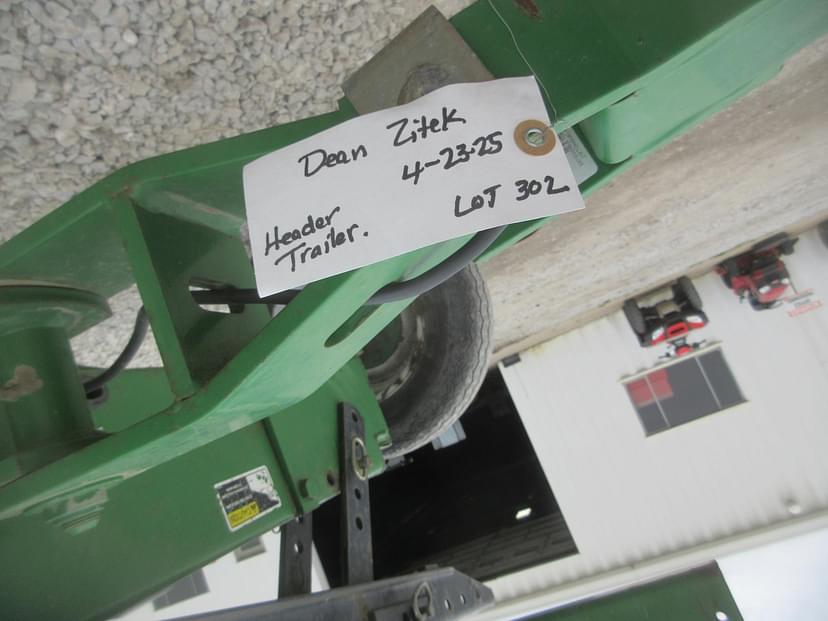 Dean Zitek
4-23-25
LOT 302
Header
Trailer.